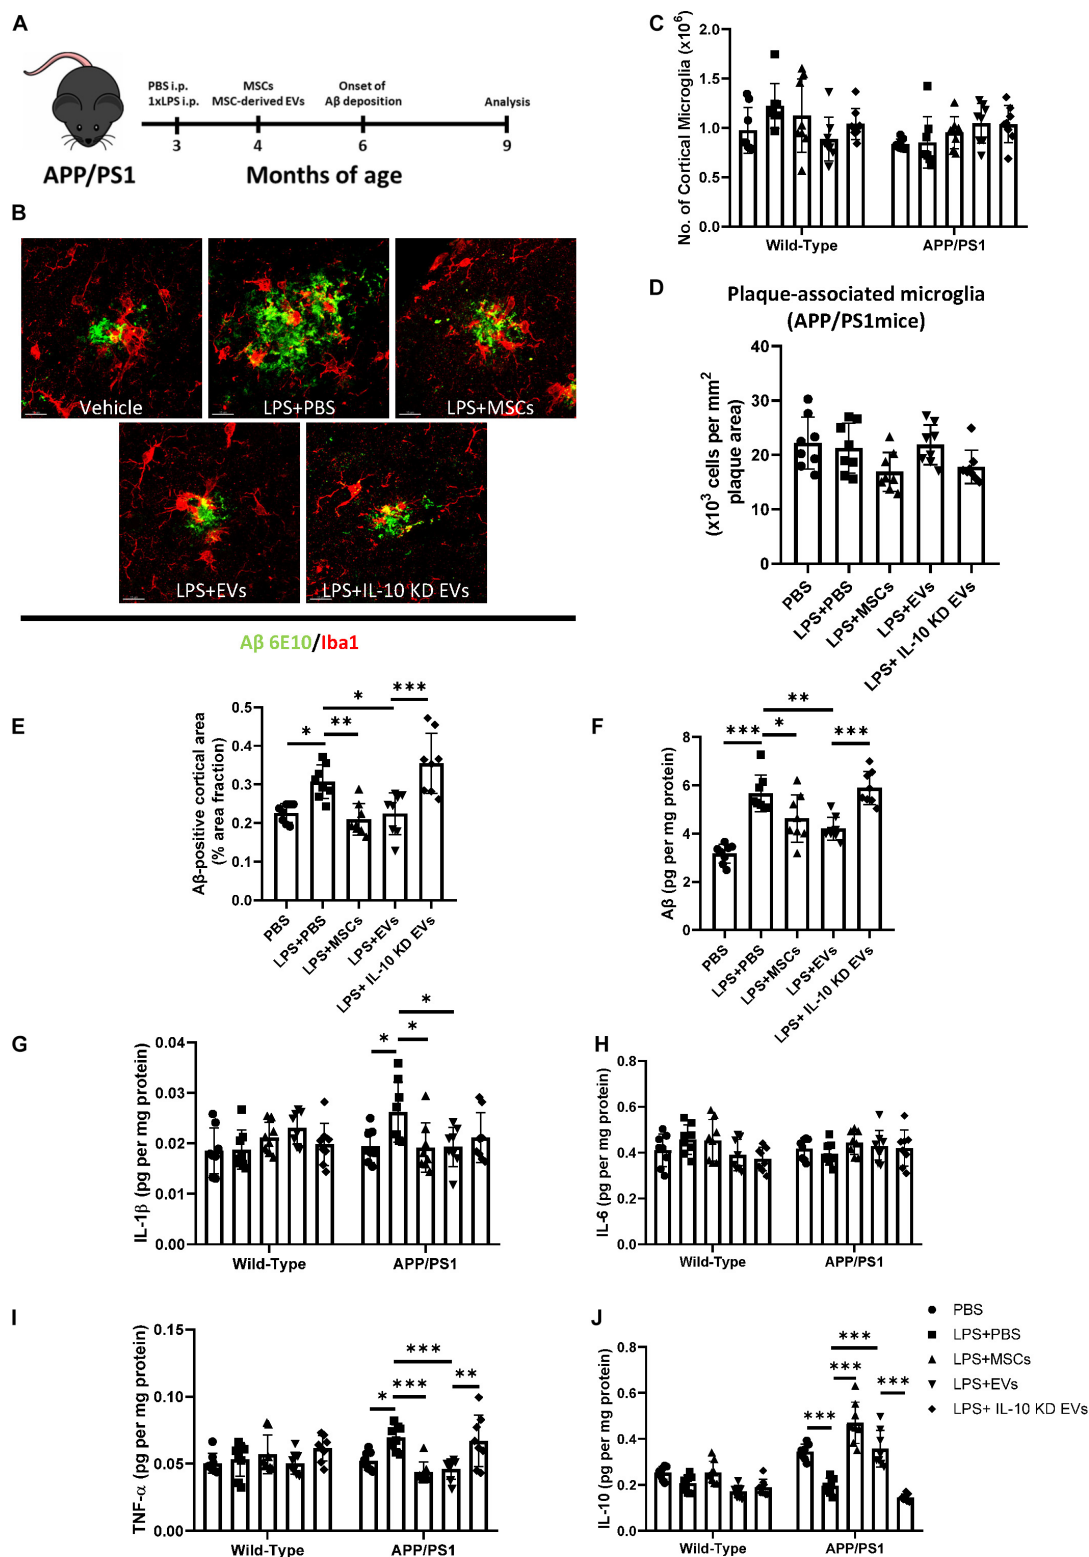 A
PBS i.p.
1xLPS i.p.
MSCs
MSC-derived EVs
Onset of
Aβ deposition
Analysis
3
4
6
9
APP/PS1
Months of age
B
Vehicle
LPS+PBS
LPS+MSCs
LPS+EVs
LPS+IL-10 KD EVs
Aβ 6E10/Iba1
C
No. of Cortical Microglia (x10⁶)
2.0
1.5
1.0
0.5
0.0
Wild-Type
APP/PS1
D
Plaque-associated microglia
(APP/PS1mice)
(x10³ cells per mm²
plaque area)
40
30
20
10
0
PBS
LPS+PBS
LPS+MSCs
LPS+EVs
LPS+ IL-10 KD EVs
E
Aβ-positive cortical area
(% area fraction)
0.5
0.4
0.3
0.2
0.1
0.0
*
**
*
***
PBS
LPS+PBS
LPS+MSCs
LPS+EVs
LPS+ IL-10 KD EVs
F
Aβ (pg per mg protein)
8
6
4
2
0
***
*
**
***
PBS
LPS+PBS
LPS+MSCs
LPS+EVs
LPS+ IL-10 KD EVs
G
IL-1β (pg per mg protein)
0.04
0.03
0.02
0.01
0.00
*
*
*
Wild-Type
APP/PS1
H
IL-6 (pg per mg protein)
0.8
0.6
0.4
0.2
0.0
Wild-Type
APP/PS1
I
TNF-α (pg per mg protein)
0.15
0.10
0.05
0.00
*
***
***
**
Wild-Type
APP/PS1
J
IL-10 (pg per mg protein)
0.8
0.6
0.4
0.2
0.0
***
***
***
***
Wild-Type
APP/PS1
PBS
LPS+PBS
LPS+MSCs
LPS+EVs
LPS+ IL-10 KD EVs